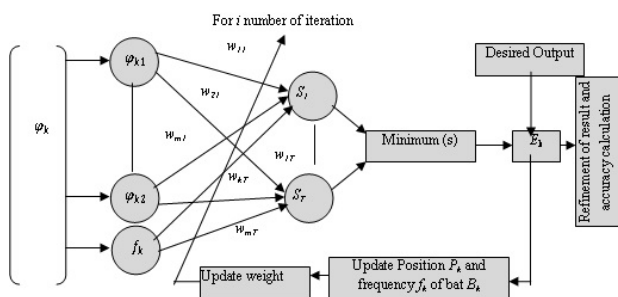 For i number of iteration
φk
φk1
φk2
fk
w11
w21
wm1
w1T
wkT
wmT
S1
ST
Minimum (s)
Desired Output
Ek
Refinement of result and
accuracy calculation
Update Position Pk and
frequency fk of bat Bk
Update weight